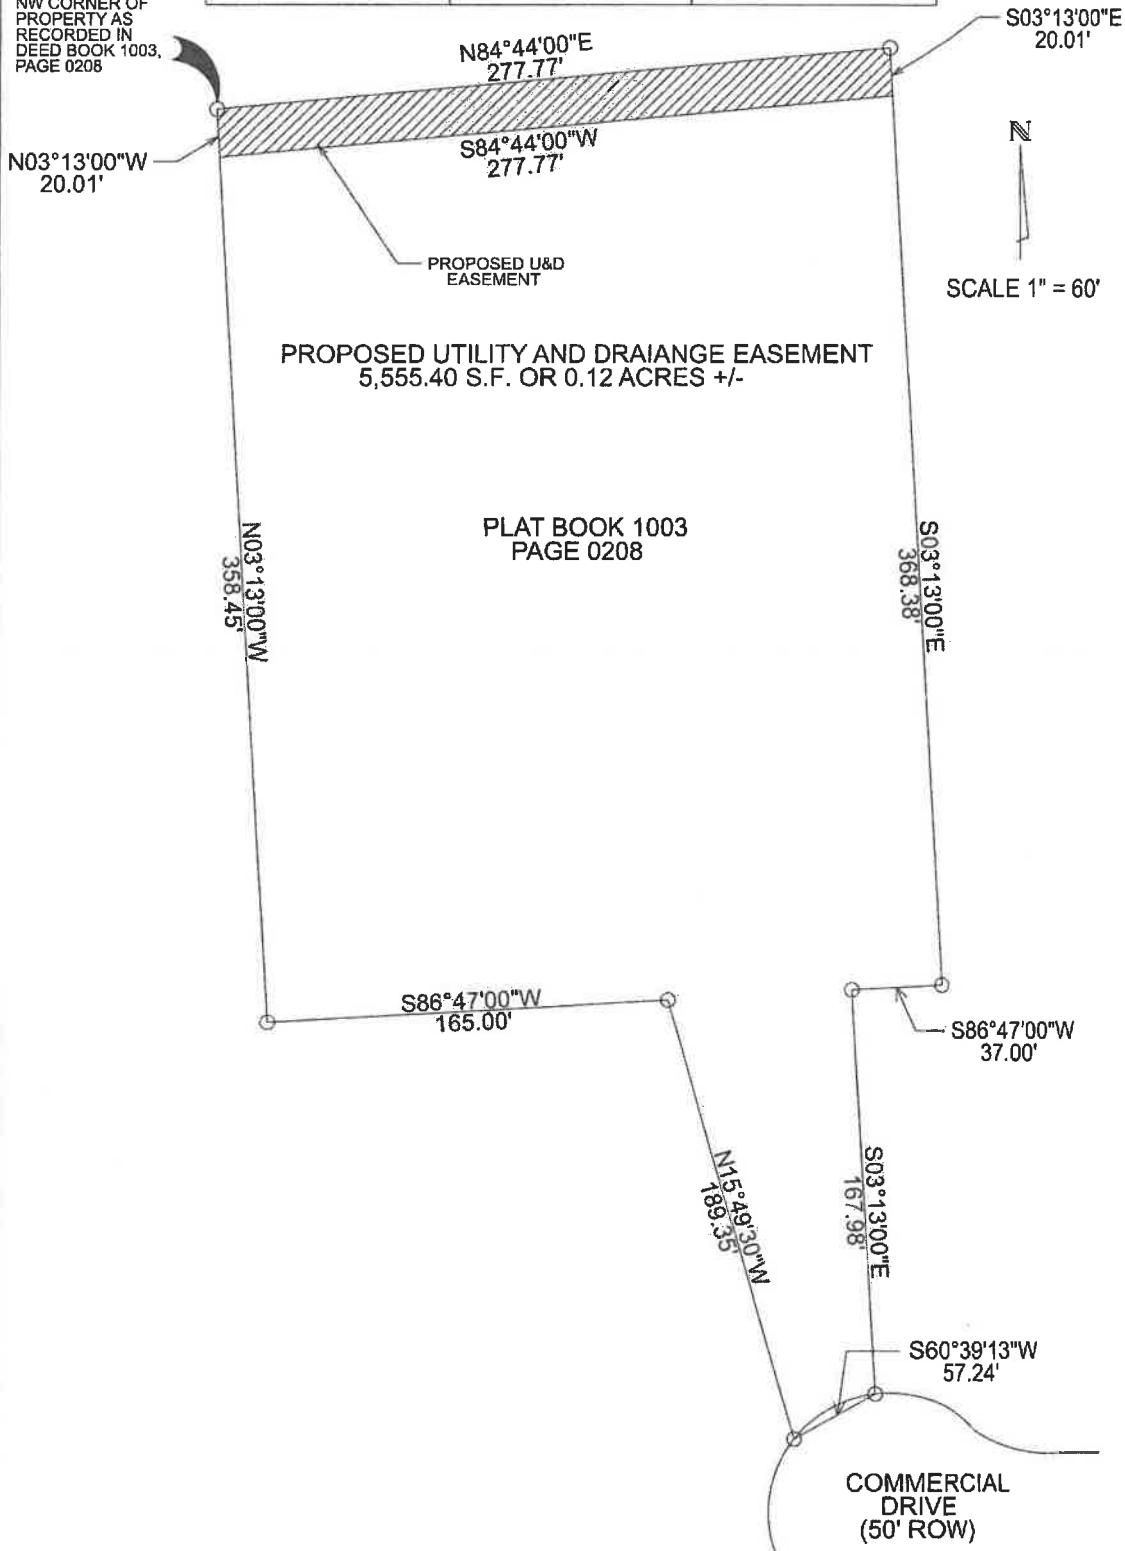 NW CORNER OF
PROPERTY AS
RECORDED IN
DEED BOOK 1003,
PAGE 0208
N84°44'00"E
277.77'
S03°13'00"E
20.01'
N03°13'00"W
20.01'
S84°44'00"W
277.77'
N
SCALE 1" = 60'
PROPOSED U&D
EASEMENT
PROPOSED UTILITY AND DRAIANGE EASEMENT
5,555.40 S.F. OR 0.12 ACRES +/-
PLAT BOOK 1003
PAGE 0208
N03°13'00"W
358.45'
S03°13'00"E
368.38'
S86°47'00"W
165.00'
S86°47'00"W
37.00'
N15°49'30"W
189.35'
S03°13'00"E
167.98'
S60°39'13"W
57.24'
COMMERCIAL
DRIVE
(50' ROW)